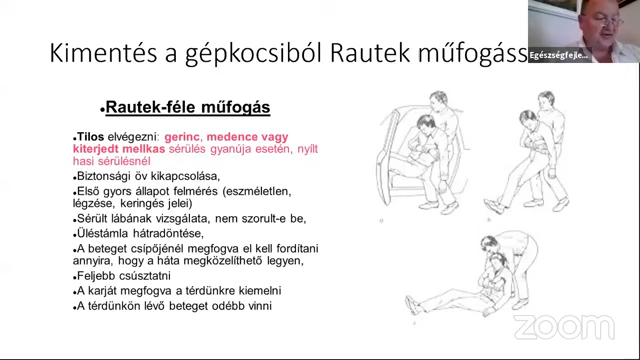 Kimentés a gépkocsiból Rautek műfogáss
Egészségfejle...
Rautek-féle műfogás
Tilos elvégezni: gerinc, medence vagy
kiterjedt mellkas sérülés gyanúja esetén, nyílt
hasi sérülésnél
Biztonsági öv kikapcsolása,
Első gyors állapot felmérés (eszméletlen,
légzése, keringés jelei)
Sérült lábának vizsgálata, nem szorult-e be,
Üléstámla hátradöntése,
A beteget csípőjénél megfogva el kell fordítani
annyira, hogy a háta megközelíthető legyen,
Feljebb csúsztatni
A karját megfogva a térdünkre kiemelni
A térdünkön lévő beteget odébb vinni
zoom